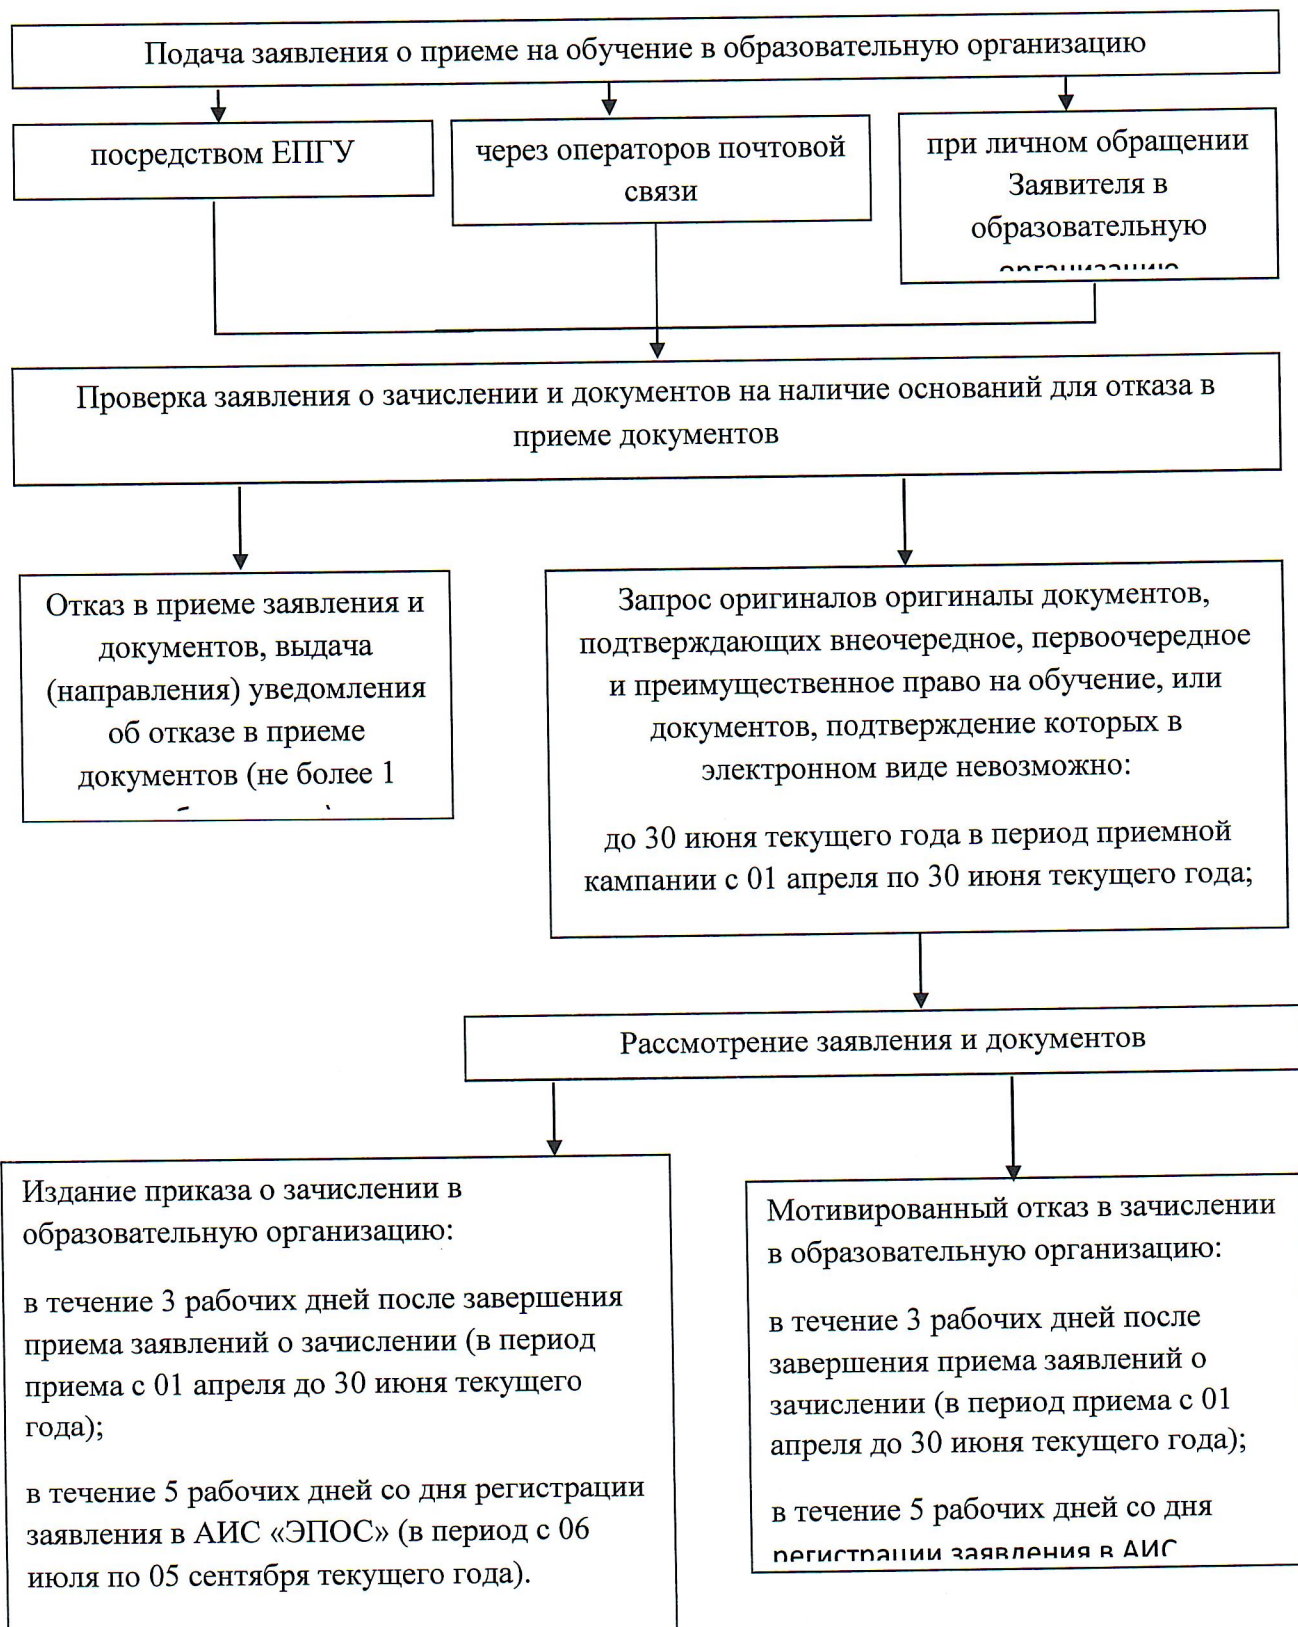 Подача заявления о приеме на обучение в образовательную организацию
посредством ЕПГУ
через операторов почтовой
связи
при личном обращении
Заявителя в
образовательную
организацию
Проверка заявления о зачислении и документов на наличие оснований для отказа в
приеме документов
Отказ в приеме заявления и
документов, выдача
(направления) уведомления
об отказе в приеме
документов (не более 1
Запрос оригиналов оригиналы документов,
подтверждающих внеочередное, первоочередное
и преимущественное право на обучение, или
документов, подтверждение которых в
электронном виде невозможно:
до 30 июня текущего года в период приемной
кампании с 01 апреля по 30 июня текущего года;
Рассмотрение заявления и документов
Издание приказа о зачислении в
образовательную организацию:
в течение 3 рабочих дней после завершения
приема заявлений о зачислении (в период
приема с 01 апреля до 30 июня текущего
года);
в течение 5 рабочих дней со дня регистрации
заявления в АИС «ЭПОС» (в период с 06
июля по 05 сентября текущего года).
Мотивированный отказ в зачислении
в образовательную организацию:
в течение 3 рабочих дней после
завершения приема заявлений о
зачислении (в период приема с 01
апреля до 30 июня текущего года);
в течение 5 рабочих дней со дня
регистрации заявления в АИС